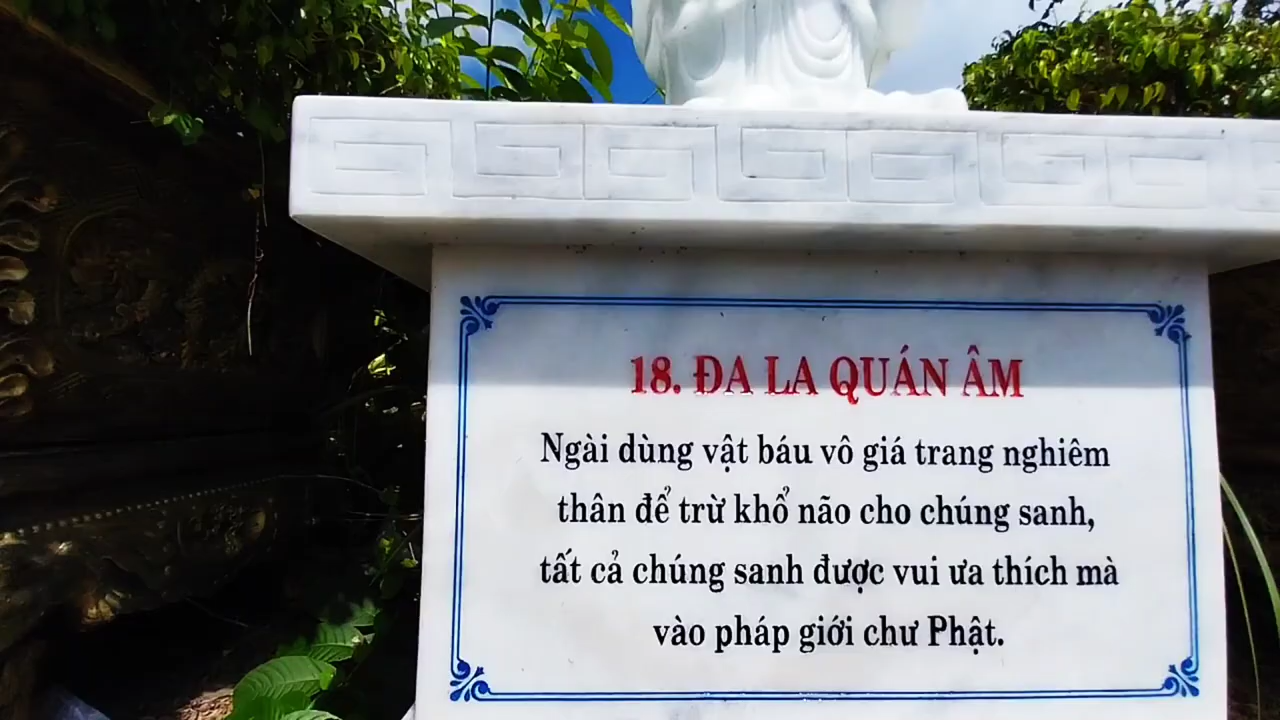 18. ĐA LA QUÁN ÂM
Ngài dùng vật báu vô giá trang nghiêm
thân để trừ khổ não cho chúng sanh,
tất cả chúng sanh được vui ưa thích mà
vào pháp giới chư Phật.